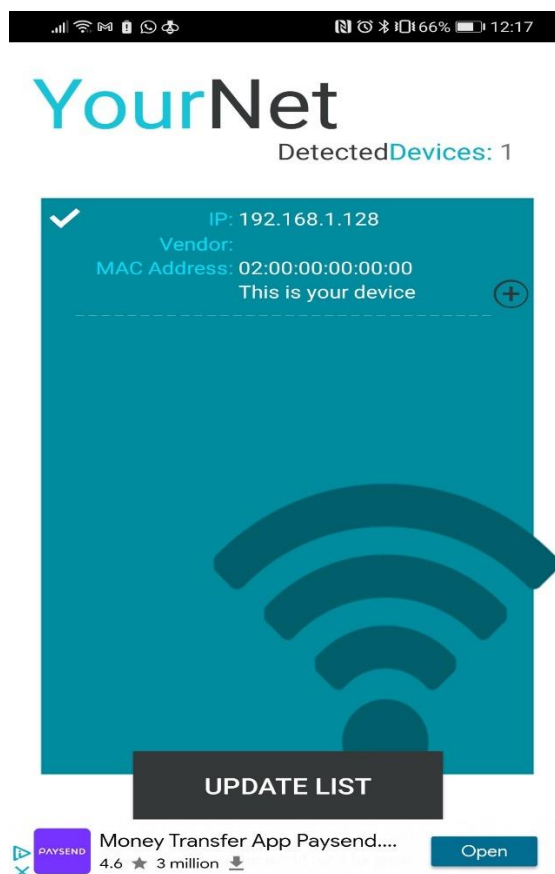 66% 12:17
YourNet
DetectedDevices: 1
IP: 192.168.1.128
Vendor:
MAC Address: 02:00:00:00:00:00
This is your device
UPDATE LIST
PAYSEND
Money Transfer App Paysend....
4.6 ★ 3 million
Open